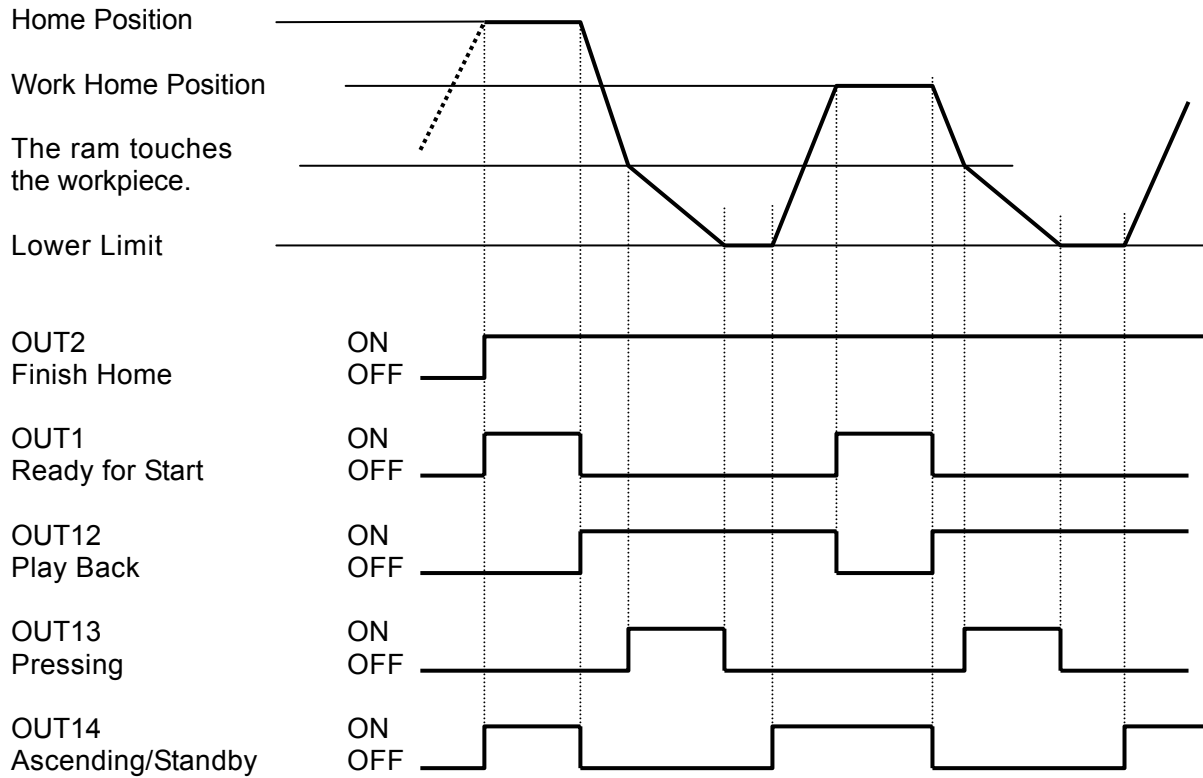 Home Position
Work Home Position
The ram touches
the workpiece.
Lower Limit
OUT2 ON
Finish Home OFF
OUT1 ON
Ready for Start OFF
OUT12 ON
Play Back OFF
OUT13 ON
Pressing OFF
OUT14 ON
Ascending/Standby OFF